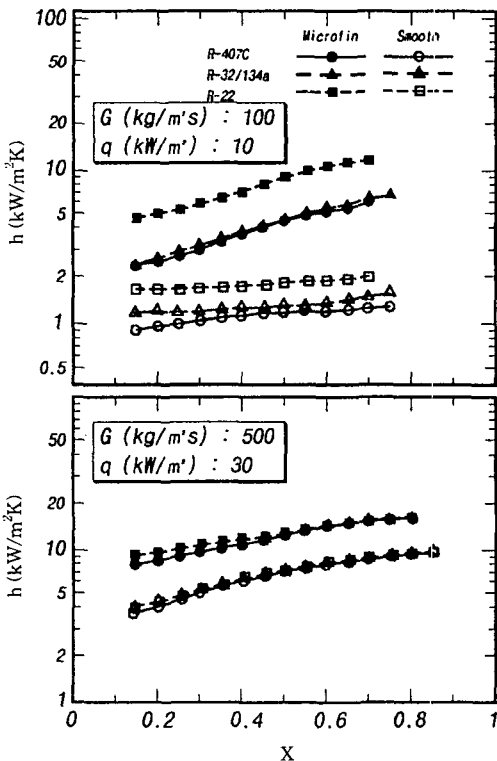 Microfin Smooth
R-407C
R-32/134a
R-22
G (kg/m²s) : 100
q (kW/m²) : 10
h (kW/m²K)
100
50
20
10
5
2
1
0.5
G (kg/m²s) : 500
q (kW/m²) : 30
h (kW/m²K)
50
20
10
5
2
1
0 0.2 0.4 0.6 0.8 1
X